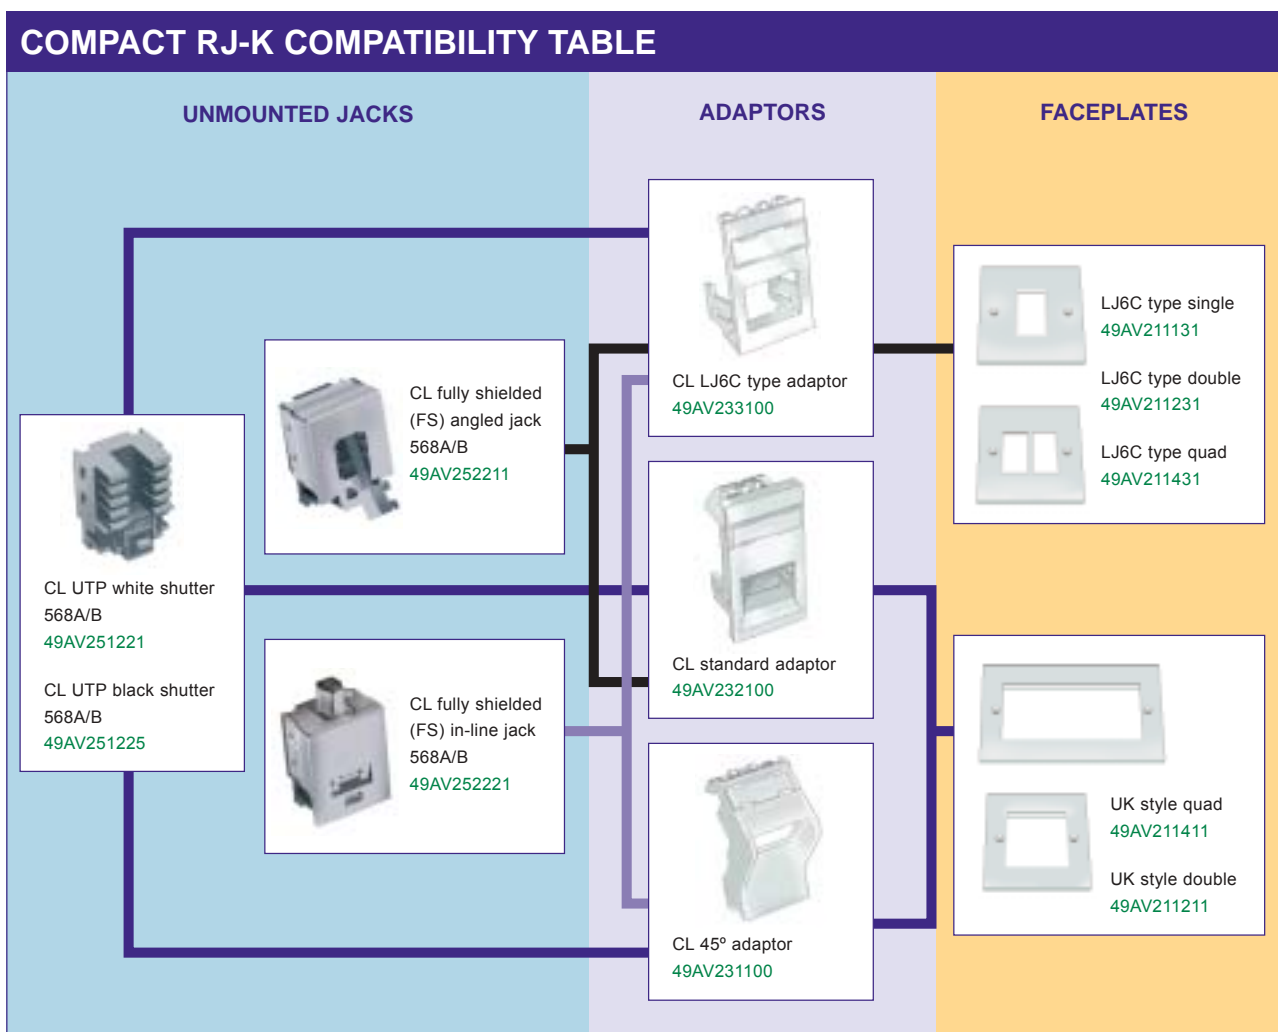 COMPACT RJ-K COMPATIBILITY TABLE
UNMOUNTED JACKS
ADAPTORS
FACEPLATES
CL UTP white shutter
568A/B
49AV251221
CL UTP black shutter
568A/B
49AV251225
CL fully shielded
(FS) angled jack
568A/B
49AV252211
CL fully shielded
(FS) in-line jack
568A/B
49AV252221
CL LJ6C type adaptor
49AV233100
CL standard adaptor
49AV232100
CL 45º adaptor
49AV231100
LJ6C type single
49AV211131
LJ6C type double
49AV211231
LJ6C type quad
49AV211431
UK style quad
49AV211411
UK style double
49AV211211